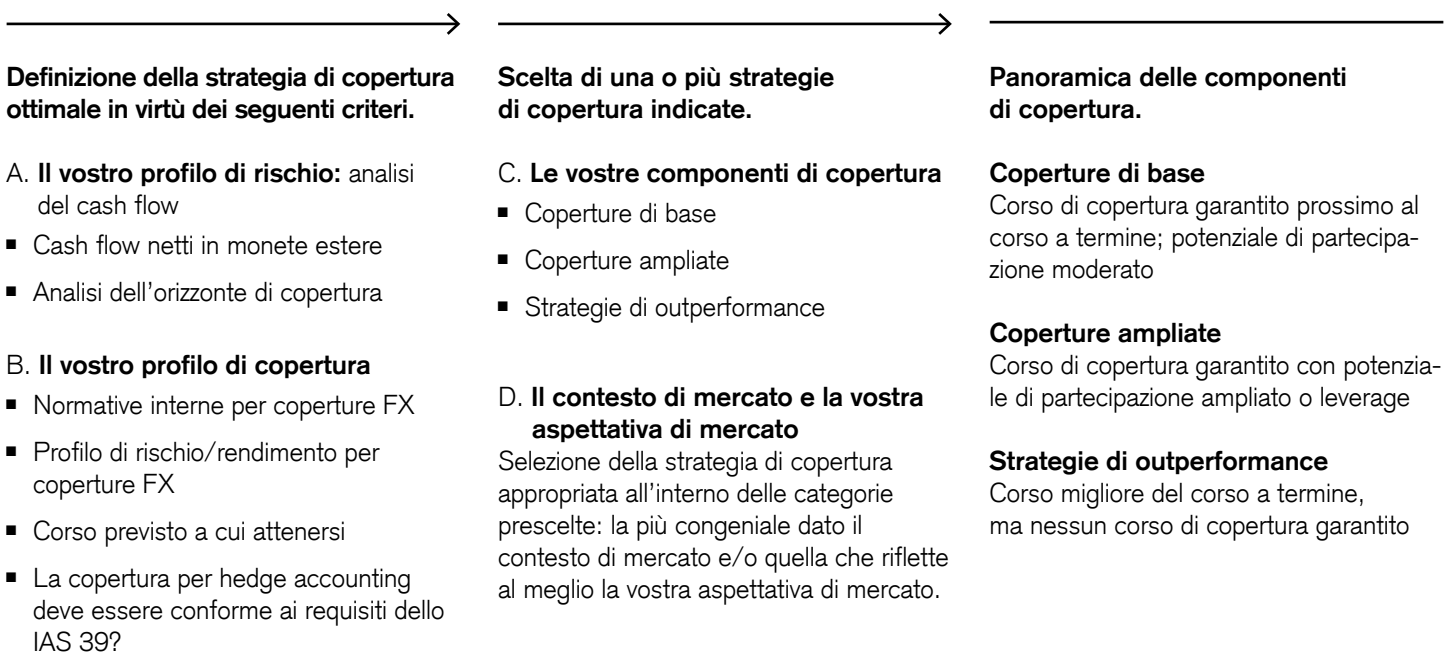 Definizione della strategia di copertura
ottimale in virtù dei seguenti criteri.
A. Il vostro profilo di rischio: analisi
del cash flow
▪ Cash flow netti in monete estere
▪ Analisi dell’orizzonte di copertura
B. Il vostro profilo di copertura
▪ Normative interne per coperture FX
▪ Profilo di rischio/rendimento per
coperture FX
▪ Corso previsto a cui attenersi
▪ La copertura per hedge accounting
deve essere conforme ai requisiti dello
IAS 39?
Scelta di una o più strategie
di copertura indicate.
C. Le vostre componenti di copertura
▪ Coperture di base
▪ Coperture ampliate
▪ Strategie di outperformance
D. Il contesto di mercato e la vostra
aspettativa di mercato
Selezione della strategia di copertura
appropriata all’interno delle categorie
prescelte: la più congeniale dato il
contesto di mercato e/o quella che riflette
al meglio la vostra aspettativa di mercato.
Panoramica delle componenti
di copertura.
Coperture di base
Corso di copertura garantito prossimo al
corso a termine; potenziale di partecipa-
zione moderato
Coperture ampliate
Corso di copertura garantito con potenzia-
le di partecipazione ampliato o leverage
Strategie di outperformance
Corso migliore del corso a termine,
ma nessun corso di copertura garantito